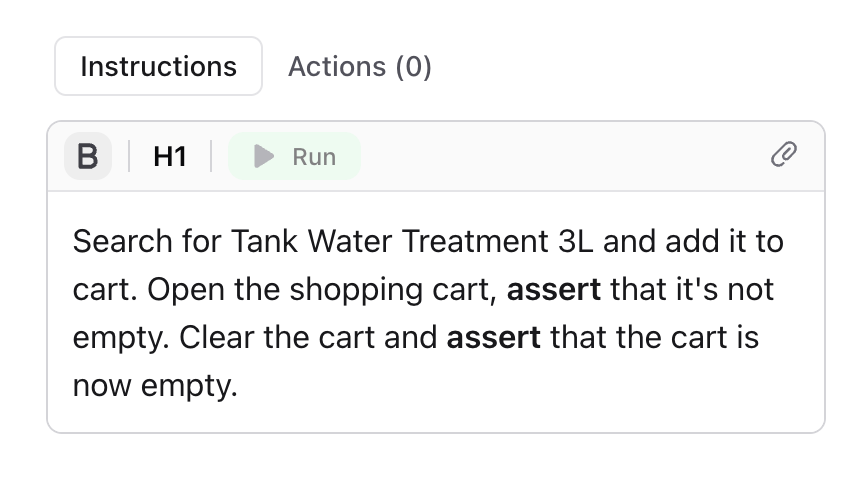 Instructions Actions (0)
B H1 Run
Search for Tank Water Treatment 3L and add it to
cart. Open the shopping cart, assert that it's not
empty. Clear the cart and assert that the cart is
now empty.